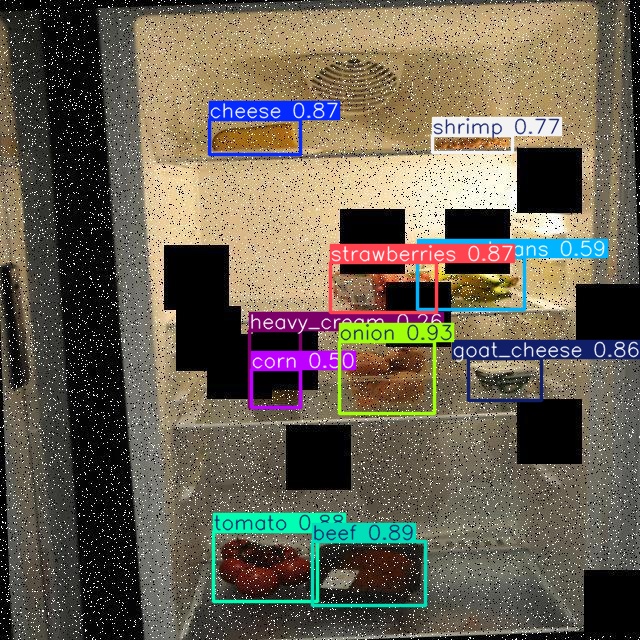 cheese 0.87
shrimp 0.77
strawberries 0.87
ans 0.59
heavy_cream 0.26
onion 0.93
corn 0.50
goat_cheese 0.86
tomato 0.88
beef 0.89